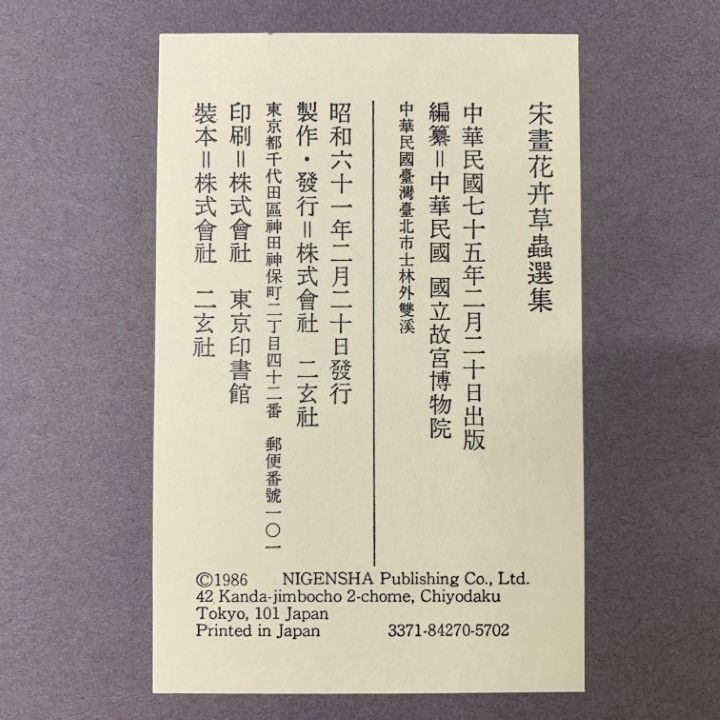 宋畫花卉草蟲選集
中華民國七十五年二月二十日出版
編纂＝中華民國　國立故宮博物院
中華民國臺灣臺北市士林外雙溪
昭和六十一年二月二十日發行
製作・發行＝株式會社　二玄社
東京都千代田區神田神保町二丁目四十二番　郵便番號一〇一
印刷＝株式會社　東京印書館
裝本＝株式會社　二玄社
©1986 NIGENSHA Publishing Co., Ltd.
42 Kanda-jimbocho 2-chome, Chiyodaku
Tokyo, 101 Japan
Printed in Japan 3371-84270-5702